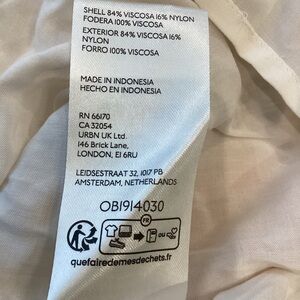 SHELL 84% VISCOSA 16% NYLON
FODERA 100% VISCOSA
EXTERIOR 84% VISCOSA 16%
NYLON
FORRO 100% VISCOSA
MADE IN INDONESIA
HECHO EN INDONESIA
RN 66170
CA 32054
URBN UK Ltd.
146 Brick Lane,
LONDON, E1 6RU
LEIDSESTRAAT 32, 1017 PB
AMSTERDAM, NETHERLANDS
OB1914030
FR
OU
quefairedemesdechets.fr